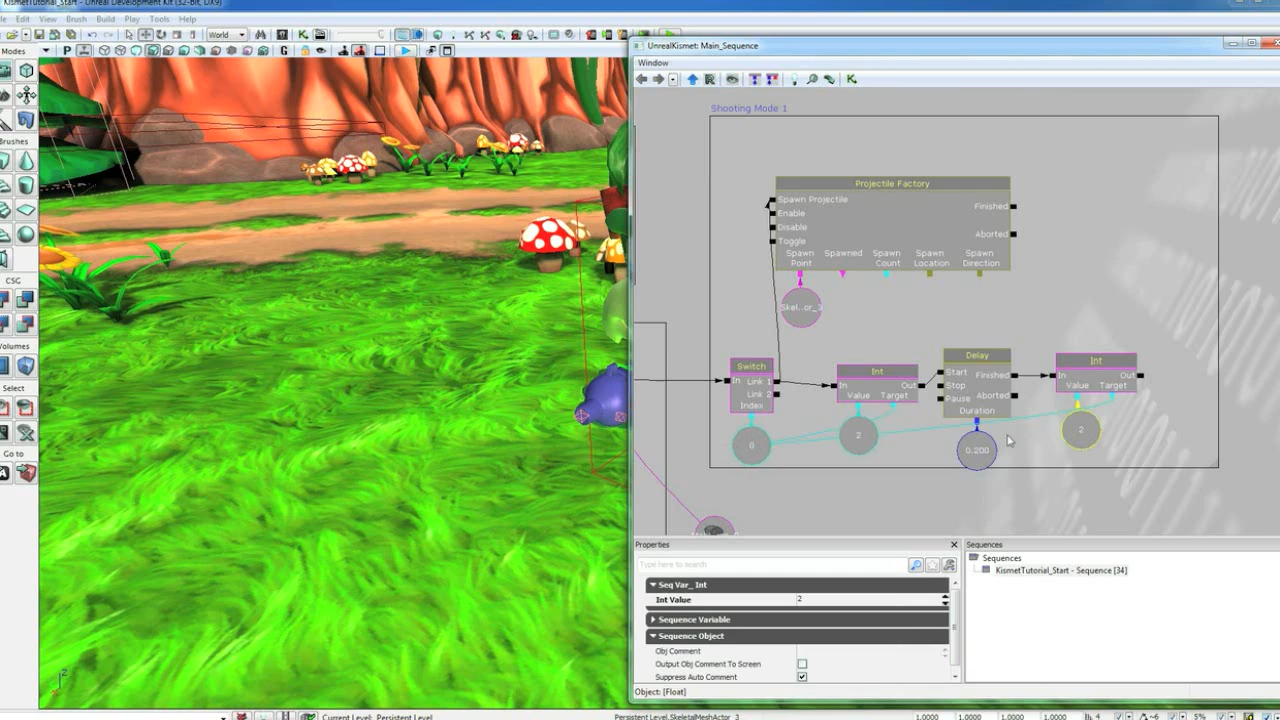 KismetTutorial_Start - Unreal Development Kit (32-Bit, DX9)
Edit View Brush Build Play Tools Help
World
Modes
Brushes
CSG
Volumes
Select
Go to
UnrealKismet: Main_Sequence
Window
Shooting Mode 1
Projectile Factory
Spawn Projectile
Enable
Disable
Toggle
Finished
Aborted
Spawn Point
Spawned
Spawn Count
Spawn Location
Spawn Direction
Skel..or_3
Switch
In Link 1
Link 2
Index
0
Int
In Out
Value Target
2
Delay
Start Finished
Stop
Pause Aborted
Duration
0.200
Int
In Out
Value Target
2
Properties
Type here to search
Seq Var_ Int
Int Value 2
Sequence Variable
Sequence Object
Obj Comment
Output Obj Comment To Screen
Suppress Auto Comment
Sequences
Sequences
KismetTutorial_Start - Sequence [34]
Object: [Float]
Current Level: Persistent Level
Persistent Level.SkeletalMeshActor_3
1.0000 1.0000 1.0000 1.0000
4
5%